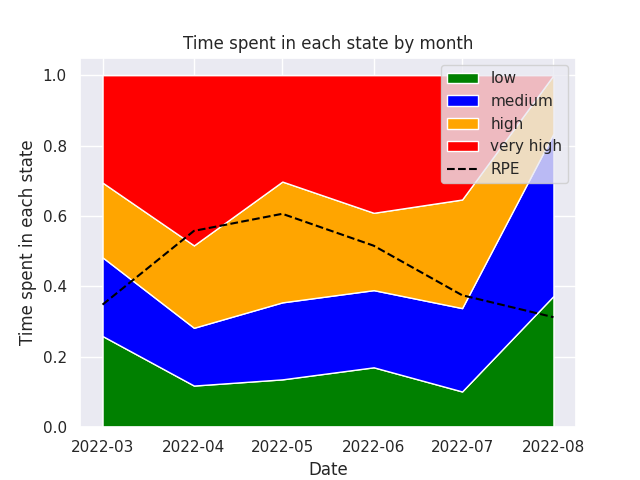 Time spent in each state by month
1.0
0.8
0.6
0.4
0.2
0.0
Time spent in each state
low
medium
high
very high
RPE
2022-03 2022-04 2022-05 2022-06 2022-07 2022-08
Date